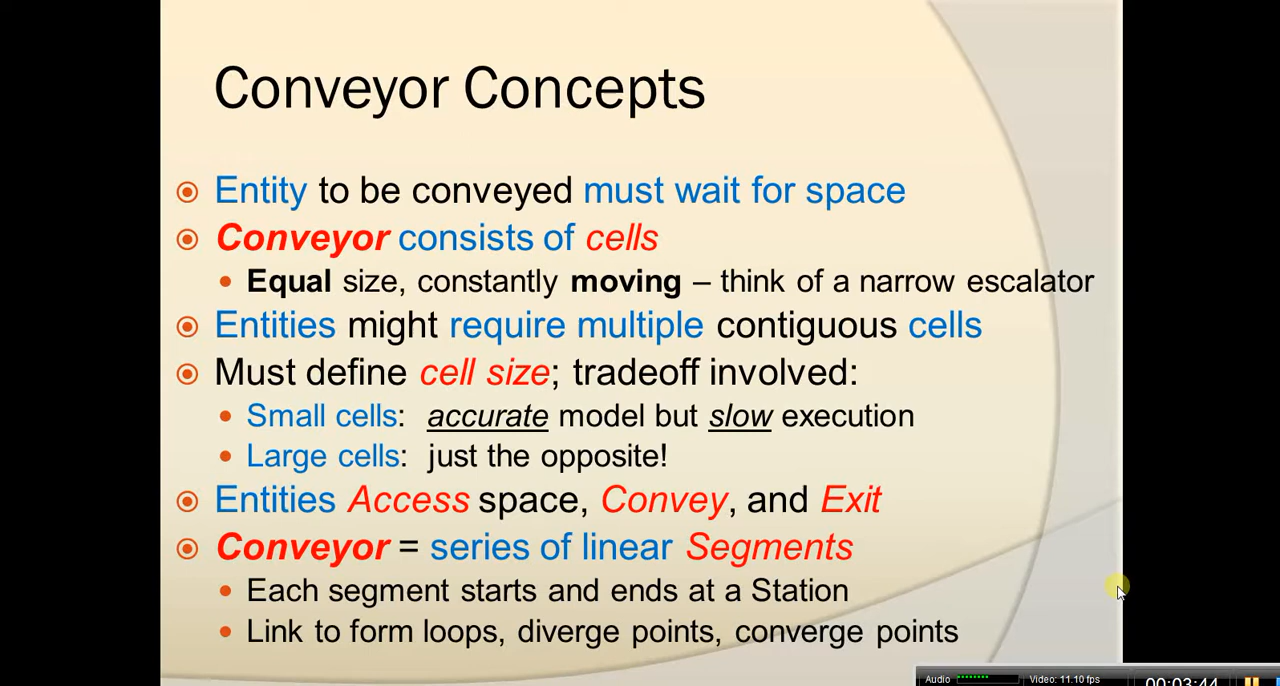 Conveyor Concepts
Entity to be conveyed must wait for space
Conveyor consists of cells
Equal size, constantly moving – think of a narrow escalator
Entities might require multiple contiguous cells
Must define cell size; tradeoff involved:
Small cells: accurate model but slow execution
Large cells: just the opposite!
Entities Access space, Convey, and Exit
Conveyor = series of linear Segments
Each segment starts and ends at a Station
Link to form loops, diverge points, converge points
Audio Video: 11.10 fps 00:03:44